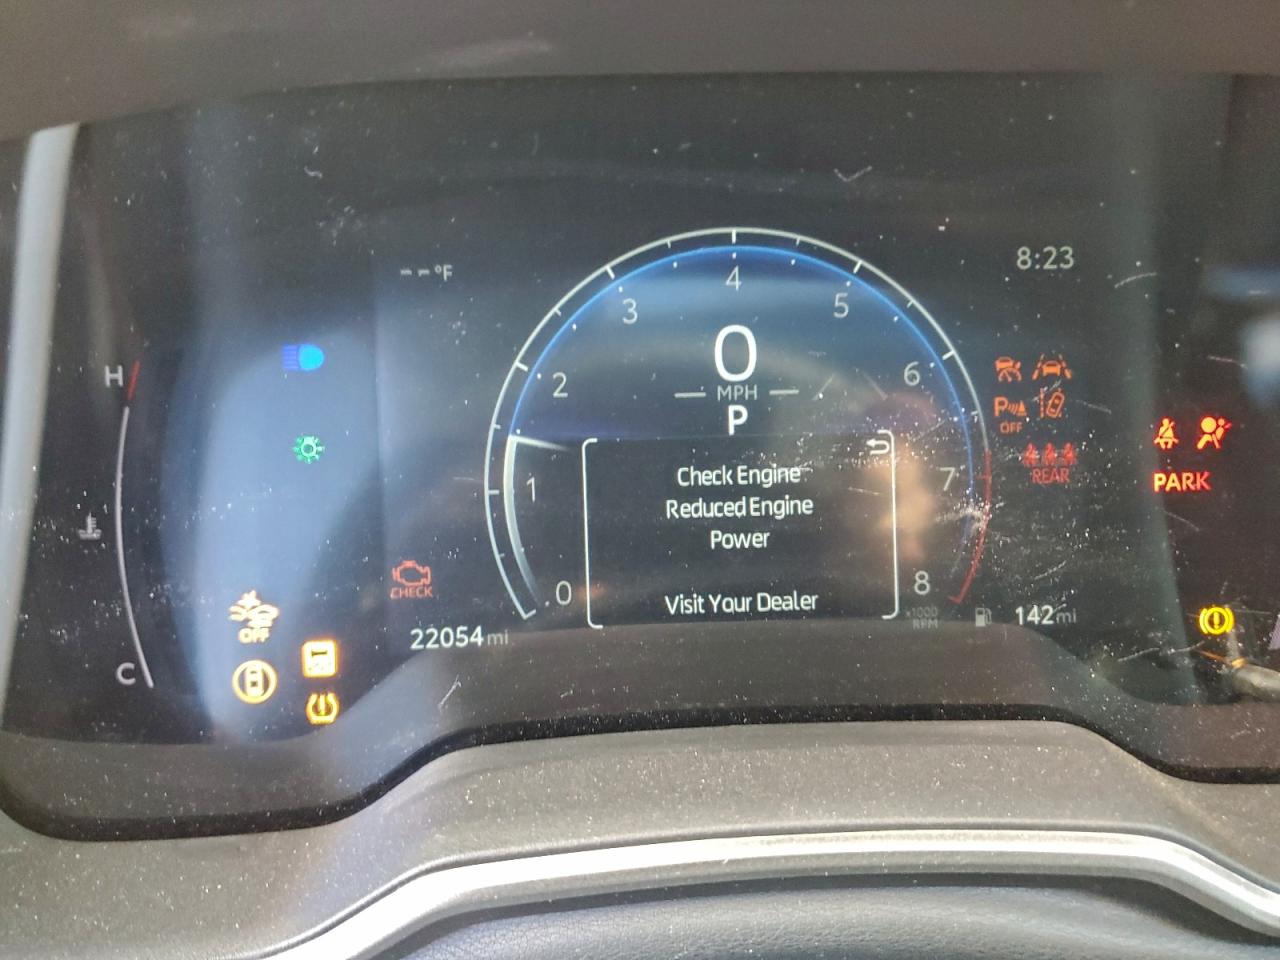 --°F
8:23
4
3
5
H
0
2
6
MPH
P
P
OFF
Check Engine
1
7
REAR
PARK
Reduced Engine
Power
CHECK
0
8
Visit Your Dealer
x1000
RPM
142mi
OFF
22054mi
C